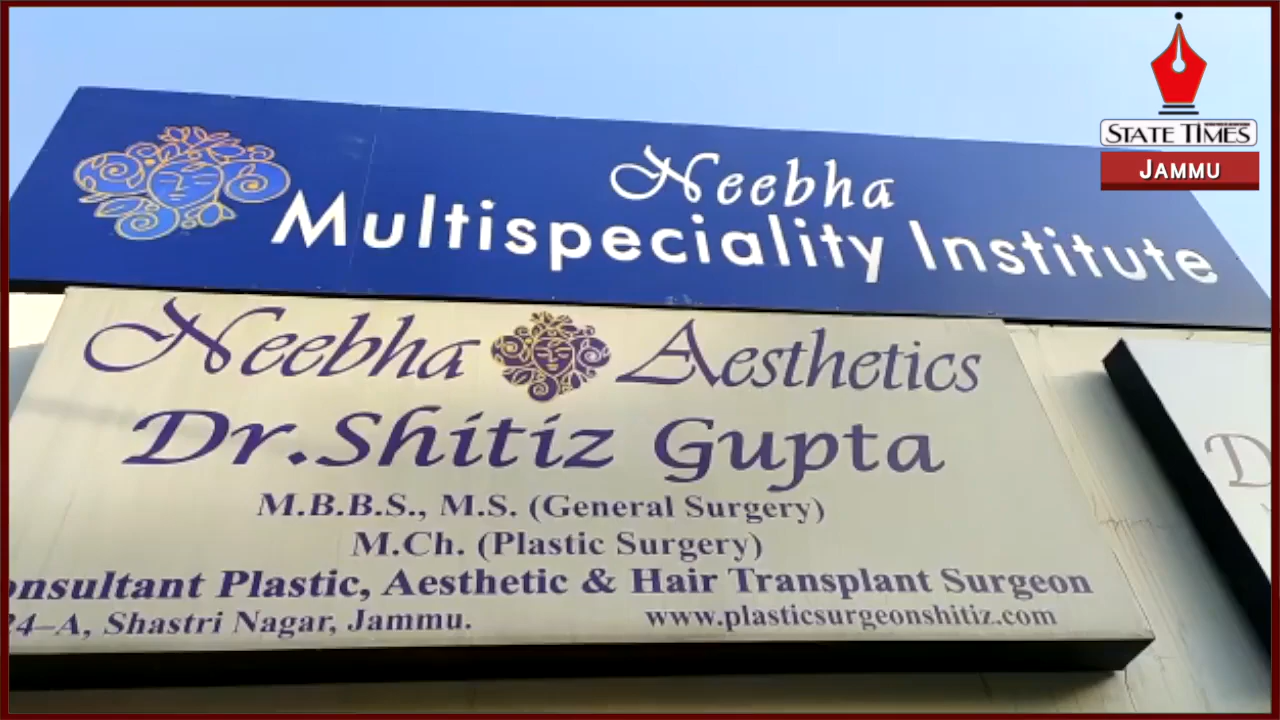 STATE TIMES
JAMMU
Neebha
Multispeciality Institute
Neebha Aesthetics
Dr.Shitiz Gupta
M.B.B.S., M.S. (General Surgery)
M.Ch. (Plastic Surgery)
onsultant Plastic, Aesthetic & Hair Transplant Surgeon
24–A, Shastri Nagar, Jammu. www.plasticsurgeonshitiz.com
D